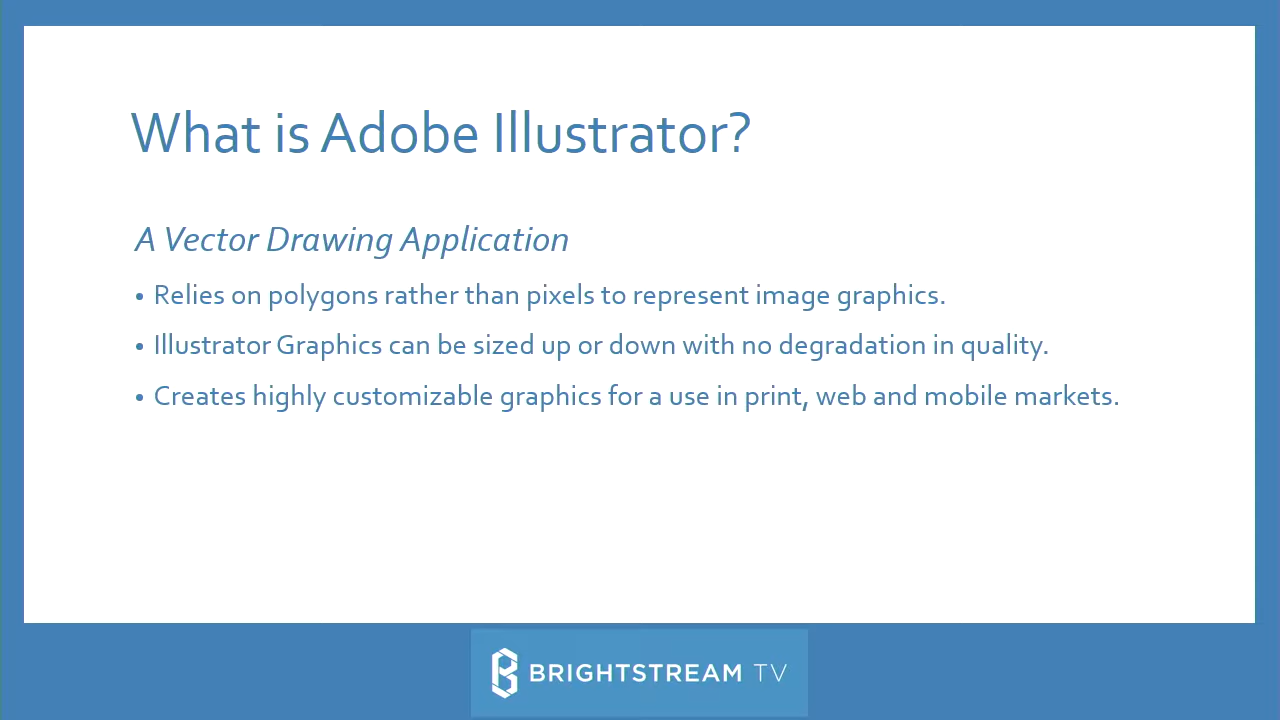 What is Adobe Illustrator?
A Vector Drawing Application
• Relies on polygons rather than pixels to represent image graphics.
• Illustrator Graphics can be sized up or down with no degradation in quality.
• Creates highly customizable graphics for a use in print, web and mobile markets.
BRIGHTSTREAM TV